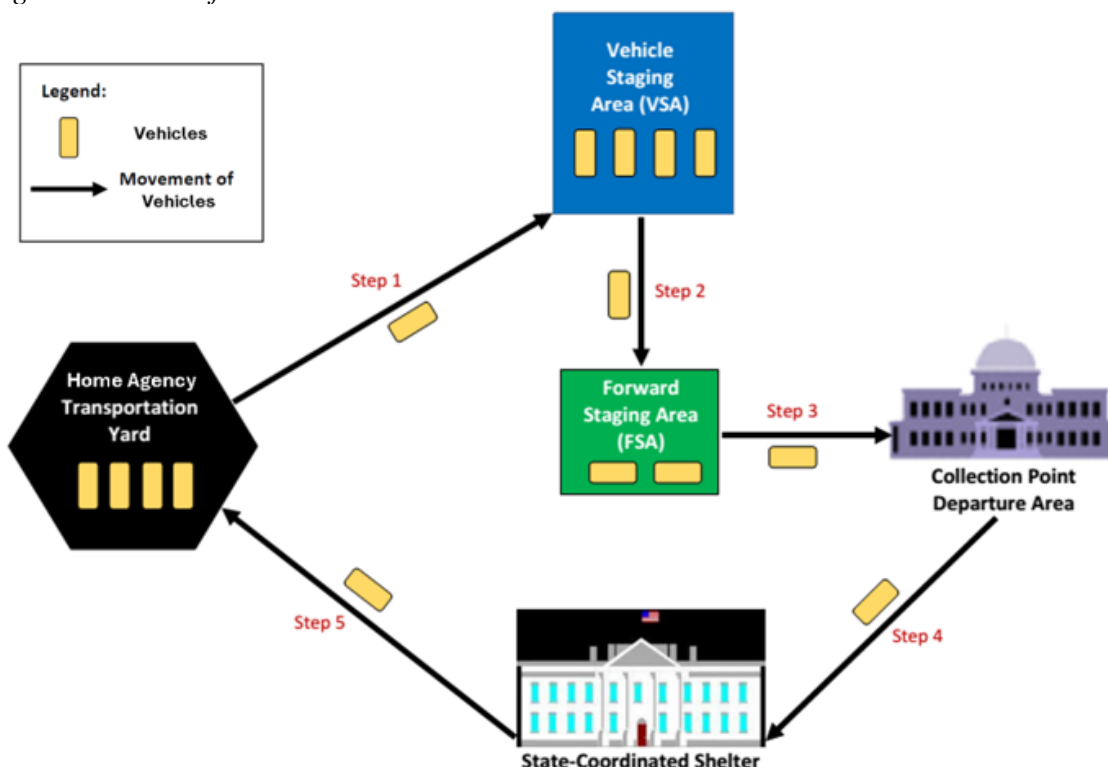 Legend:
Vehicles
Movement of
Vehicles
Vehicle
Staging
Area (VSA)
Step 1
Step 2
Home Agency
Transportation
Yard
Forward
Staging Area
(FSA)
Step 3
Collection Point
Departure Area
Step 4
Step 5
State-Coordinated Shelter